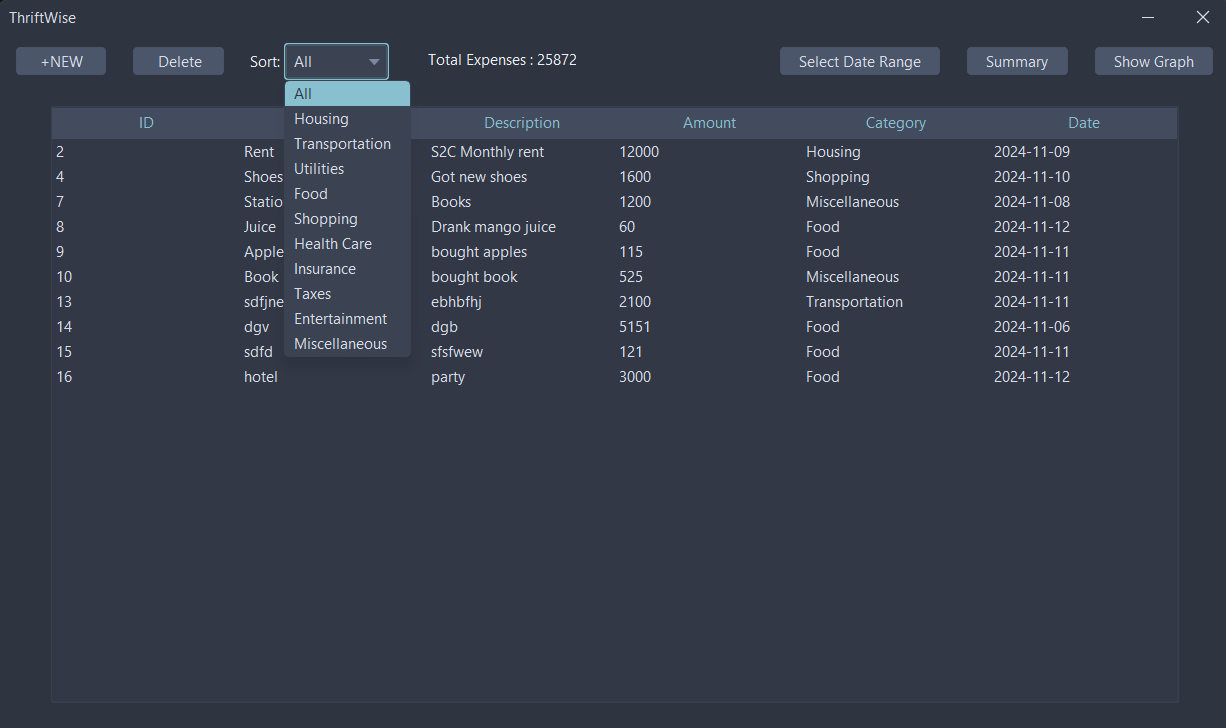 ThriftWise
+NEW Delete Sort: All Total Expenses : 25872 Select Date Range Summary Show Graph
All
Housing
Transportation
Utilities
Food
Shopping
Health Care
Insurance
Taxes
Entertainment
Miscellaneous
ID Description Amount Category Date
2 Rent S2C Monthly rent 12000 Housing 2024-11-09
4 Shoes Got new shoes 1600 Shopping 2024-11-10
7 Statio Books 1200 Miscellaneous 2024-11-08
8 Juice Drank mango juice 60 Food 2024-11-12
9 Apple bought apples 115 Food 2024-11-11
10 Book bought book 525 Miscellaneous 2024-11-11
13 sdfjne ebhbfhj 2100 Transportation 2024-11-11
14 dgv dgb 5151 Food 2024-11-06
15 sdfd sfsfwew 121 Food 2024-11-11
16 hotel party 3000 Food 2024-11-12